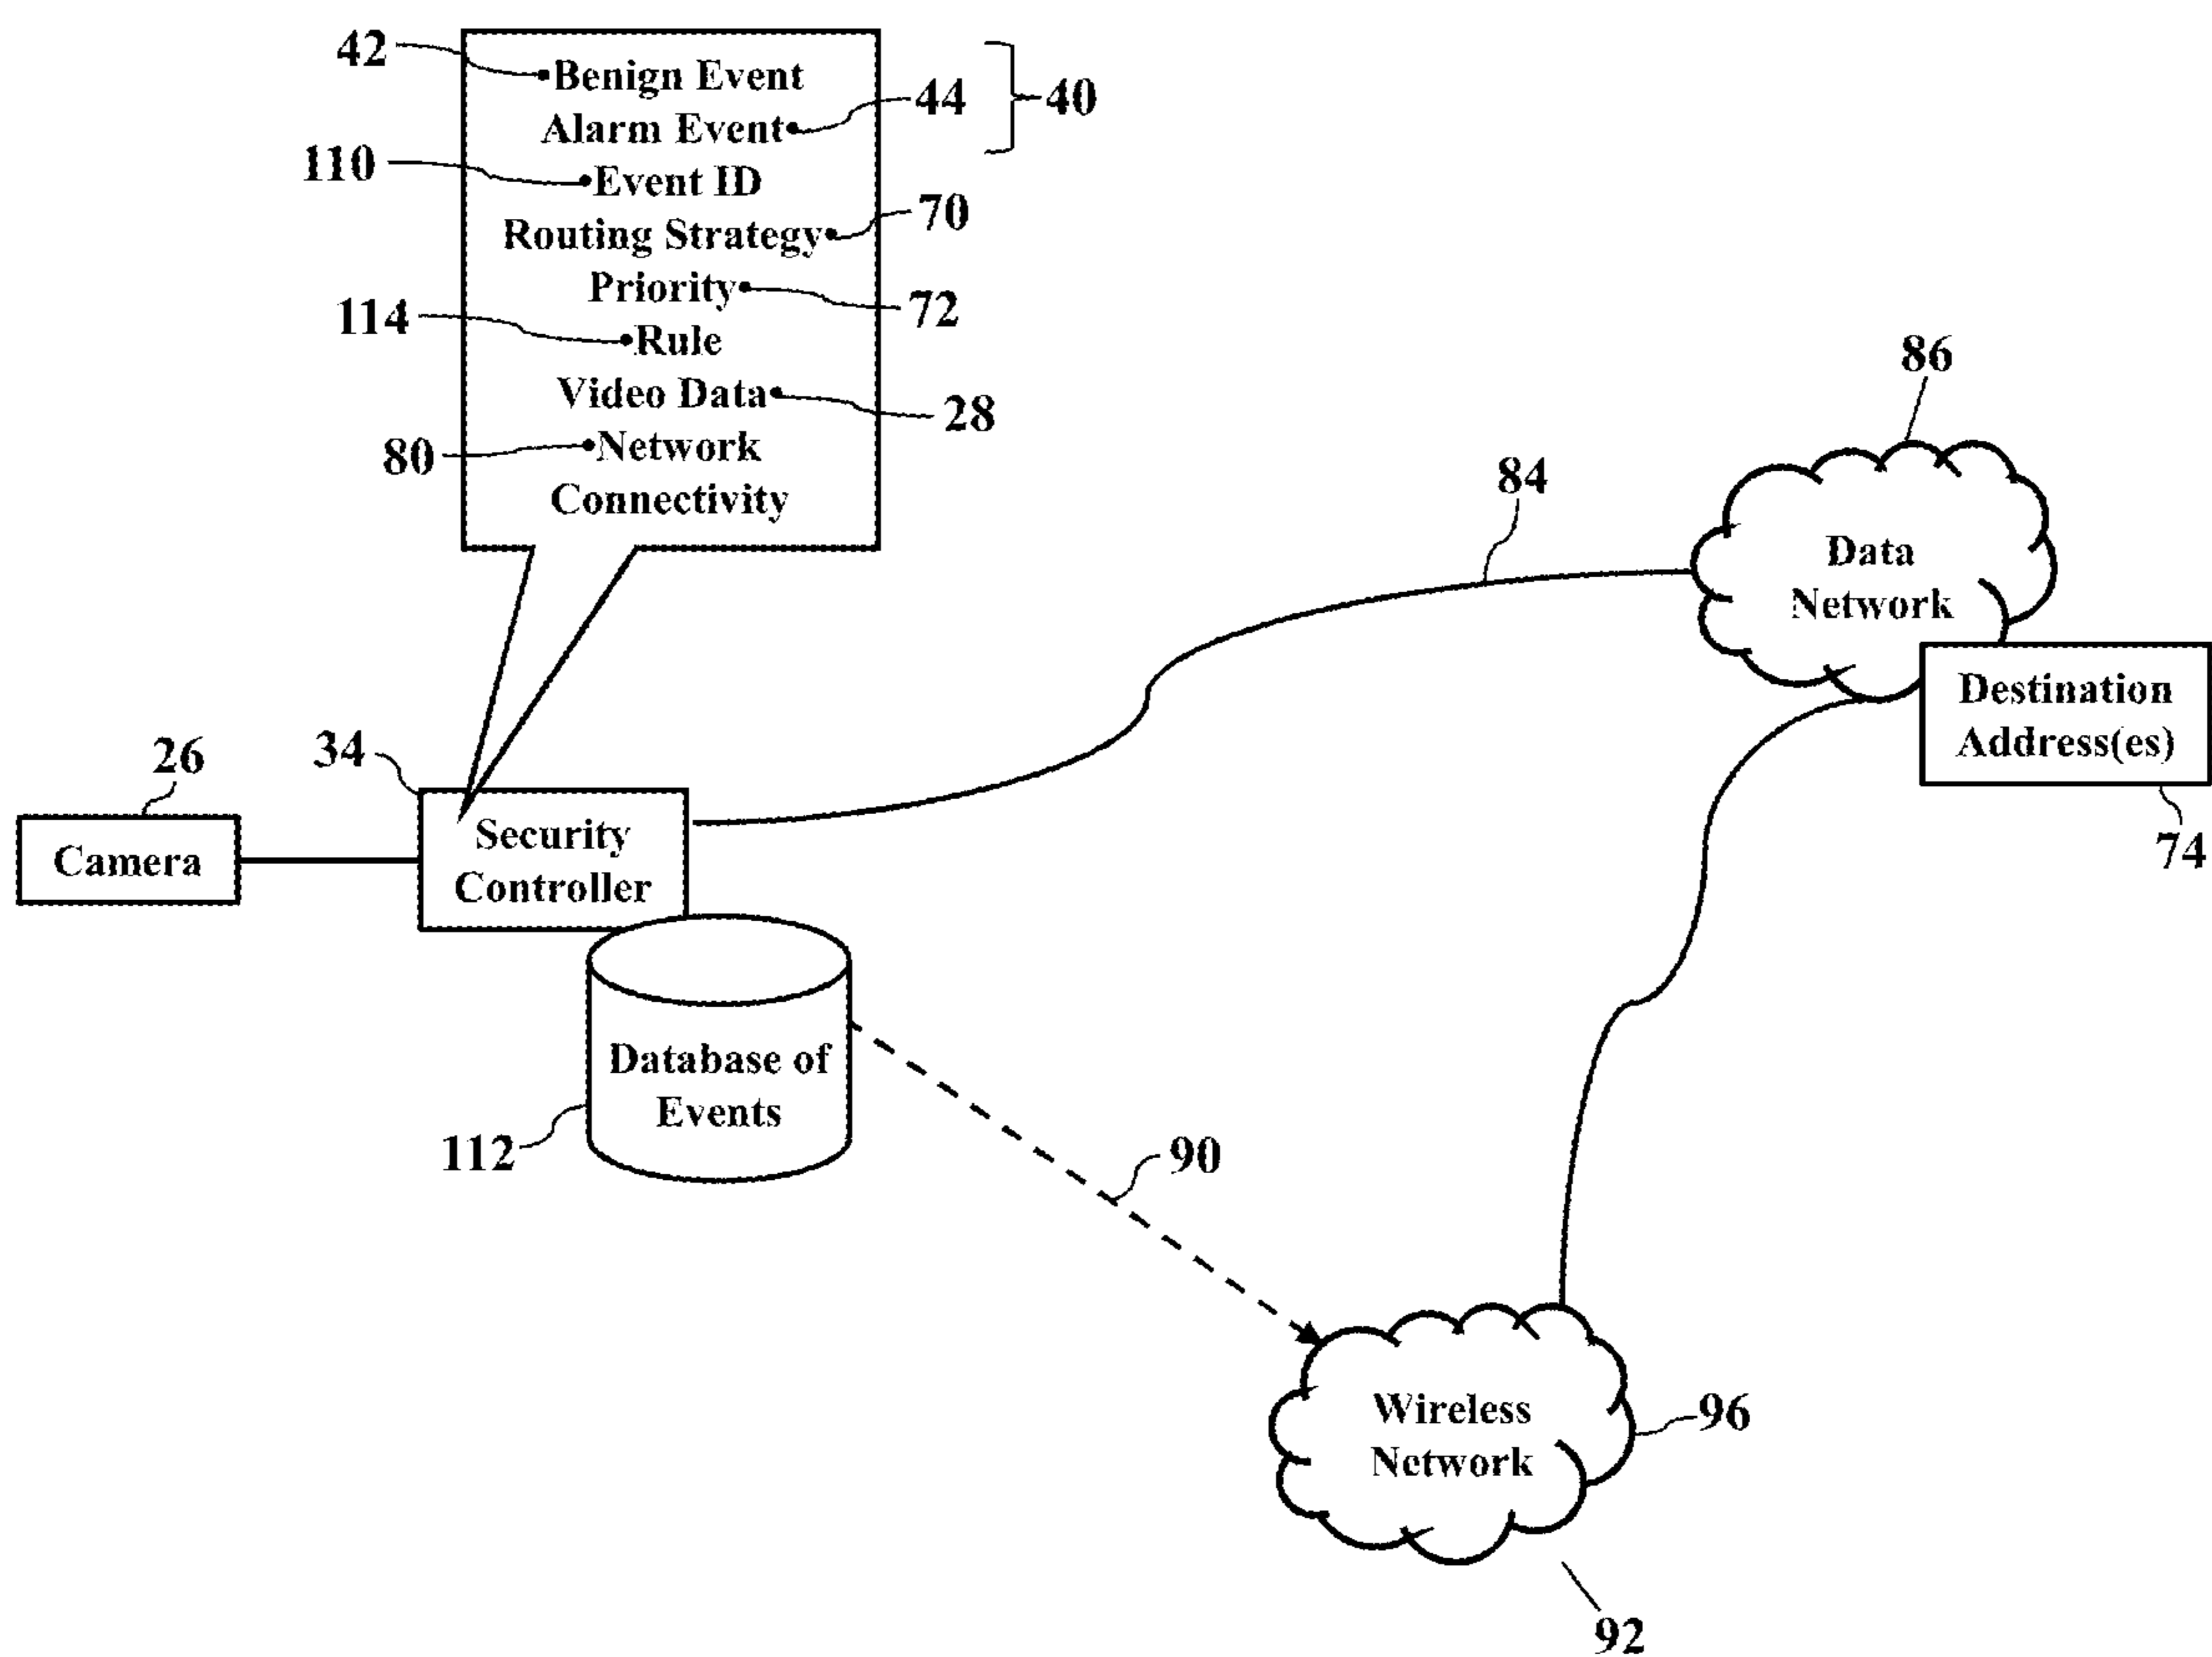 42
Benign Event
44
40
Alarm Event
110
Event ID
70
Routing Strategy
Priority
72
114
Rule
Video Data
28
80
Network
Connectivity
86
84
Data
Network
Destination
Address(es)
74
34
26
Camera
Security
Controller
Database of
Events
112
90
Wireless
Network
96
92